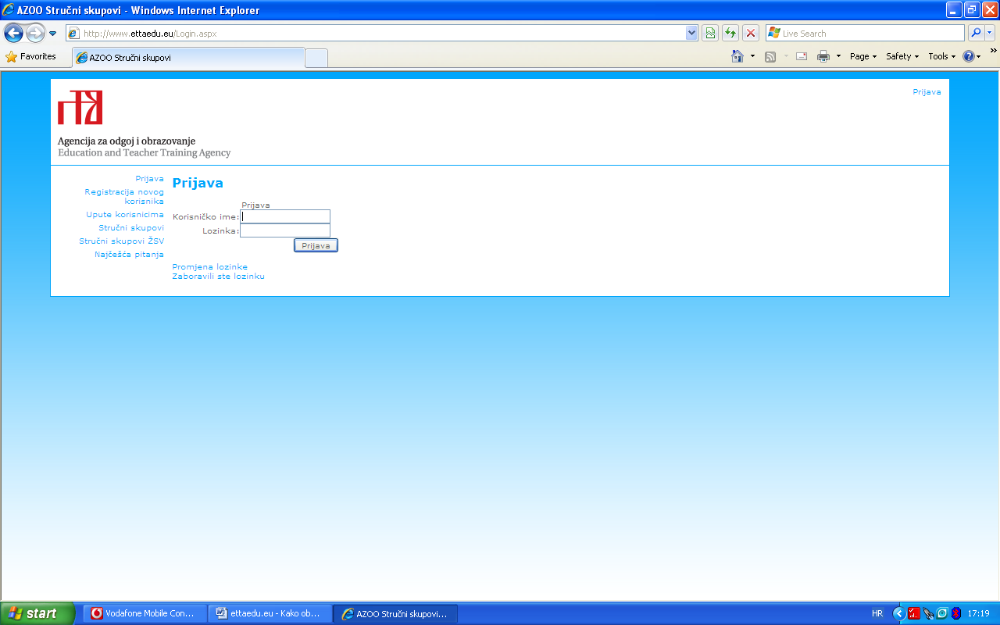 AZOO Stručni skupovi - Windows Internet Explorer
http://www.ettaedu.eu/Login.aspx
Live Search
Favorites
AZOO Stručni skupovi
Page
Safety
Tools
Prijava
Agencija za odgoj i obrazovanje
Education and Teacher Training Agency
Prijava
Registracija novog
korisnika
Upute korisnicima
Stručni skupovi
Stručni skupovi ŽSV
Najčešća pitanja
Prijava
Prijava
Korisničko ime:
Lozinka:
Prijava
Promjena lozinke
Zaboravili ste lozinku
start
Vodafone Mobile Con...
ettaedu.eu - Kako ob...
AZOO Stručni skupovi...
HR
17:19